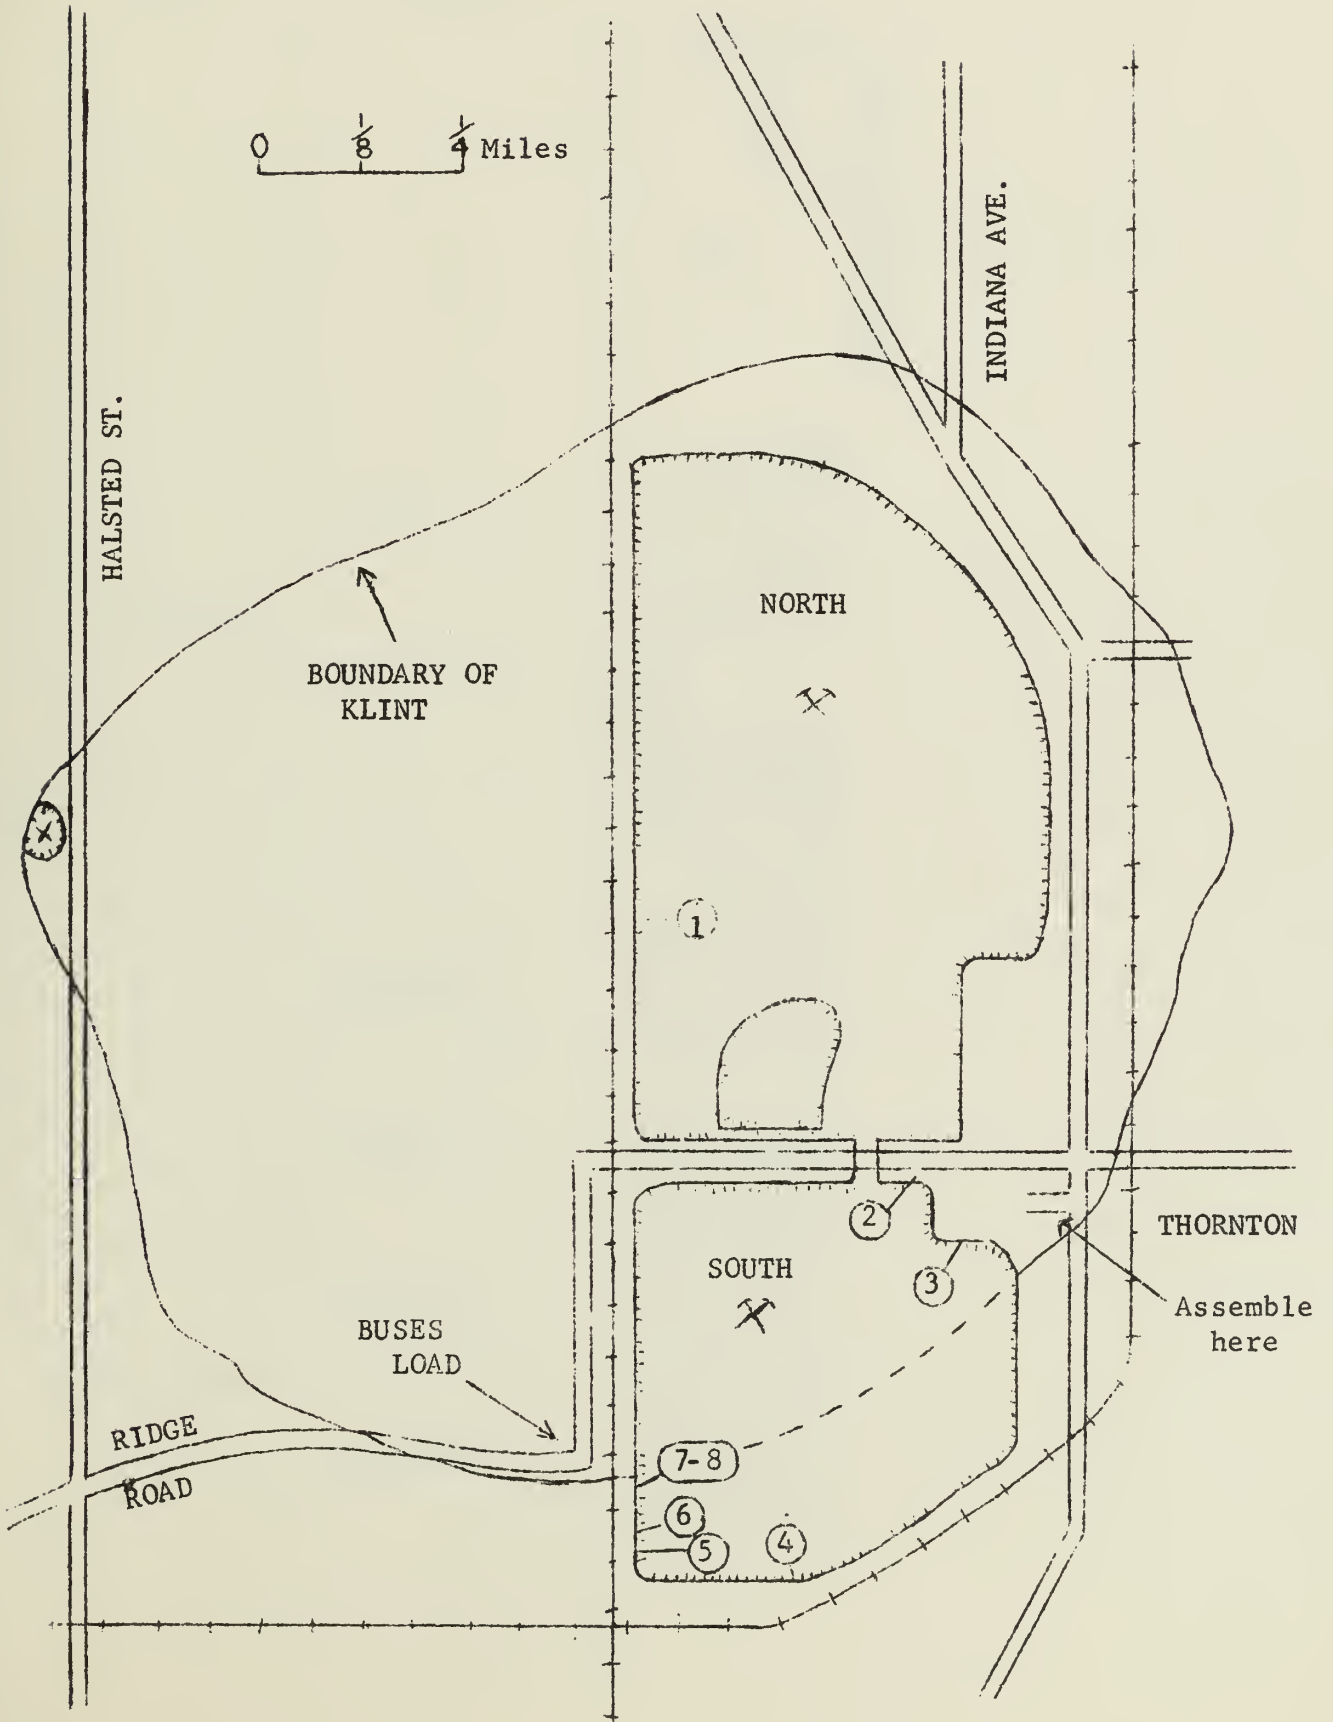 0 1/8 1/4 Miles
INDIANA AVE.
HALSTED ST.
NORTH
BOUNDARY OF
KLINT
1
2
THORNTON
SOUTH
3
Assemble
here
BUSES
LOAD
RIDGE
ROAD
7-8
6
5
4